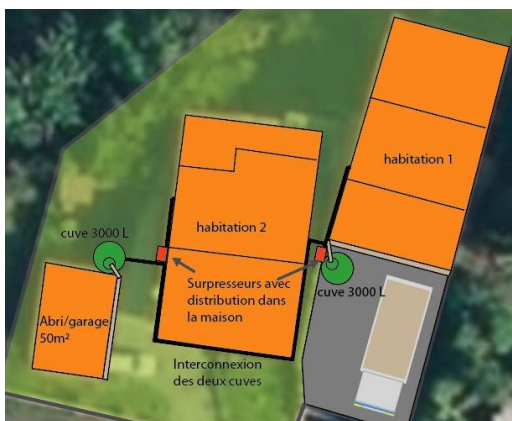 habitation 1
habitation 2
cuve 3000 L
Surpresseurs avec
distribution dans
la maison
cuve 3000 L
Abri/garage
50m²
Interconnexion
des deux cuves